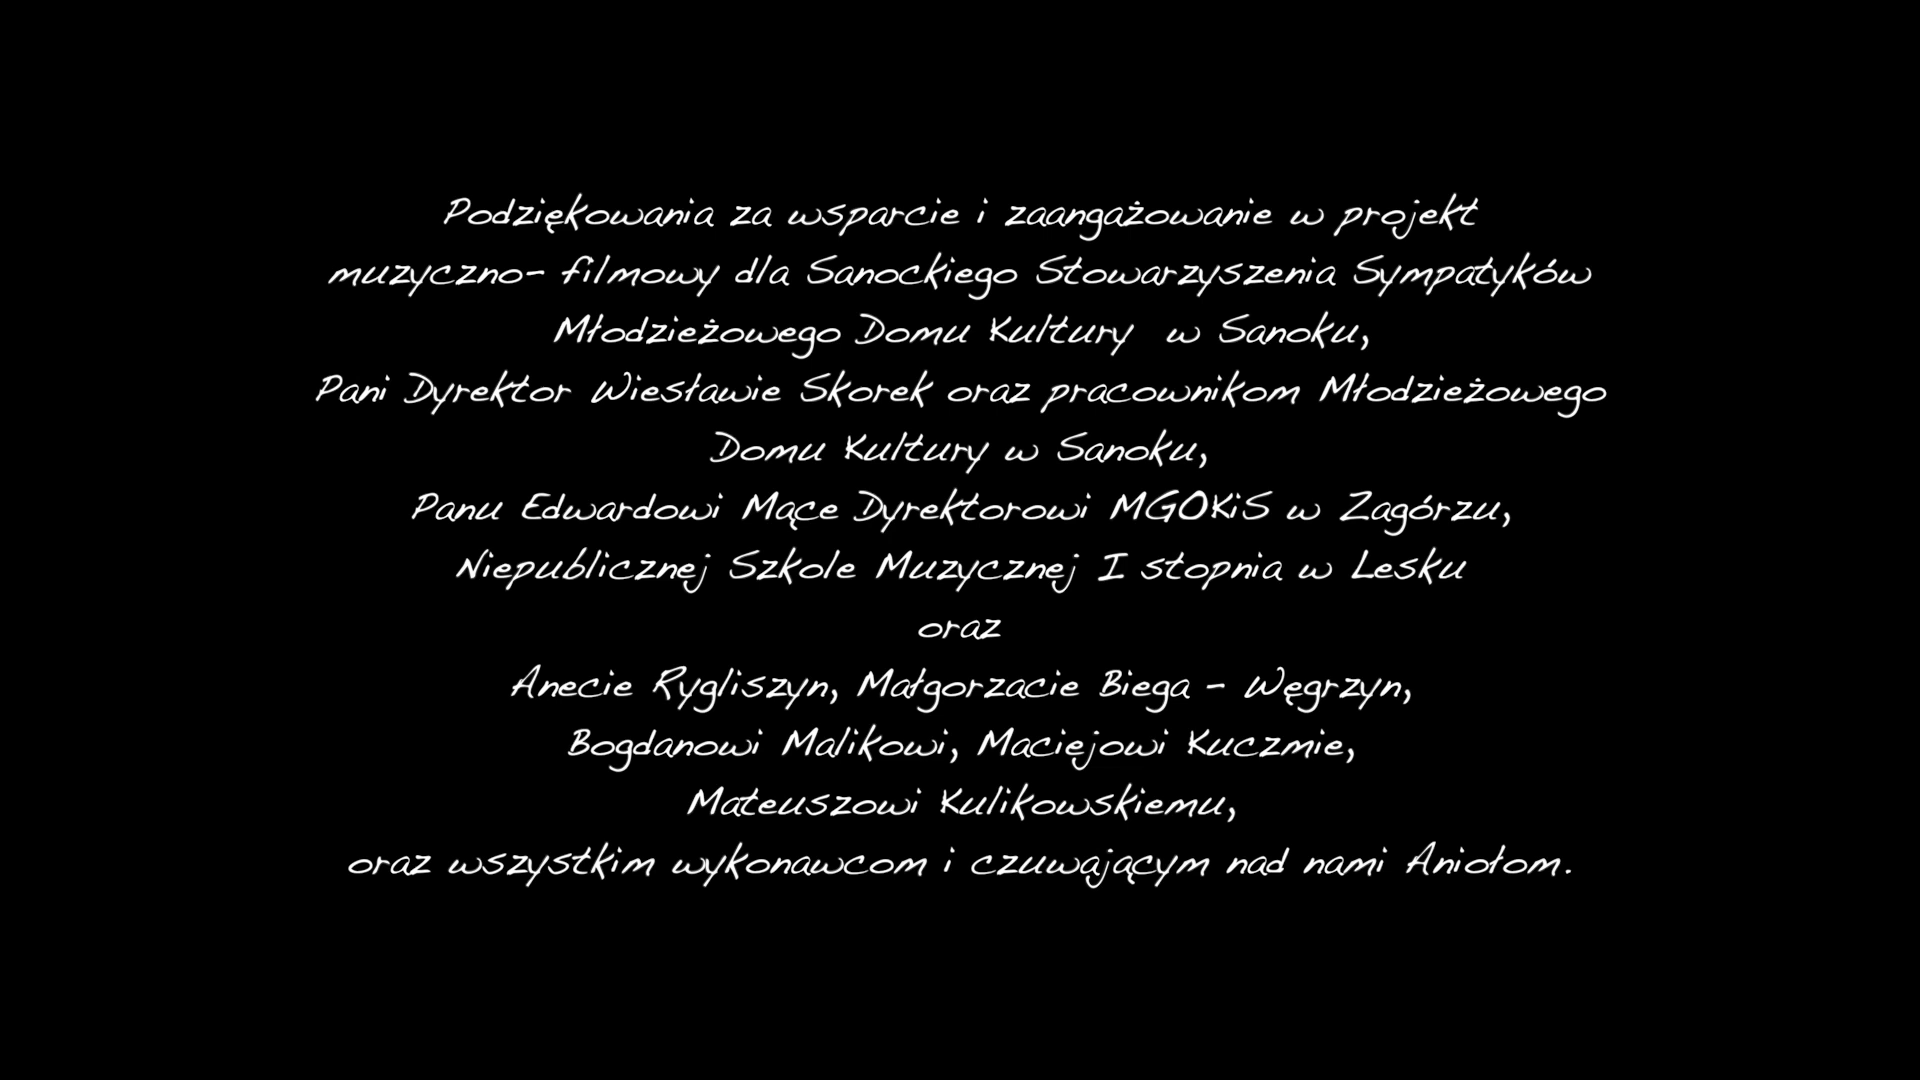 Podziękowania za wsparcie i zaangażowanie w projekt
muzyczno- filmowy dla Sanockiego Stowarzyszenia Sympatyków
Młodzieżowego Domu Kultury w Sanoku,
Pani Dyrektor Wiesławie Skorek oraz pracownikom Młodzieżowego
Domu Kultury w Sanoku,
Panu Edwardowi Mące Dyrektorowi MGOKiS w Zagórzu,
Niepublicznej Szkole Muzycznej I stopnia w Lesku
oraz
Anecie Rygliszyn, Małgorzacie Biega - Węgrzyn,
Bogdanowi Malikowi, Maciejowi Kuczmie,
Mateuszowi Kulikowskiemu,
oraz wszystkim wykonawcom i czuwającym nad nami Aniołom.